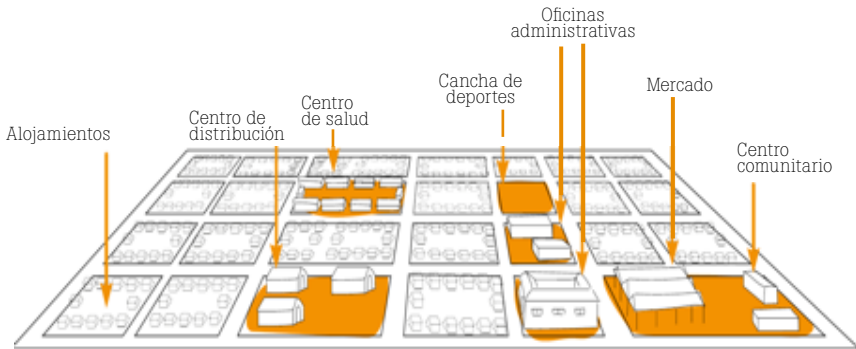 Oficinas
administrativas
Cancha de
deportes
Mercado
Centro
de salud
Centro de
distribución
Alojamientos
Centro
comunitario